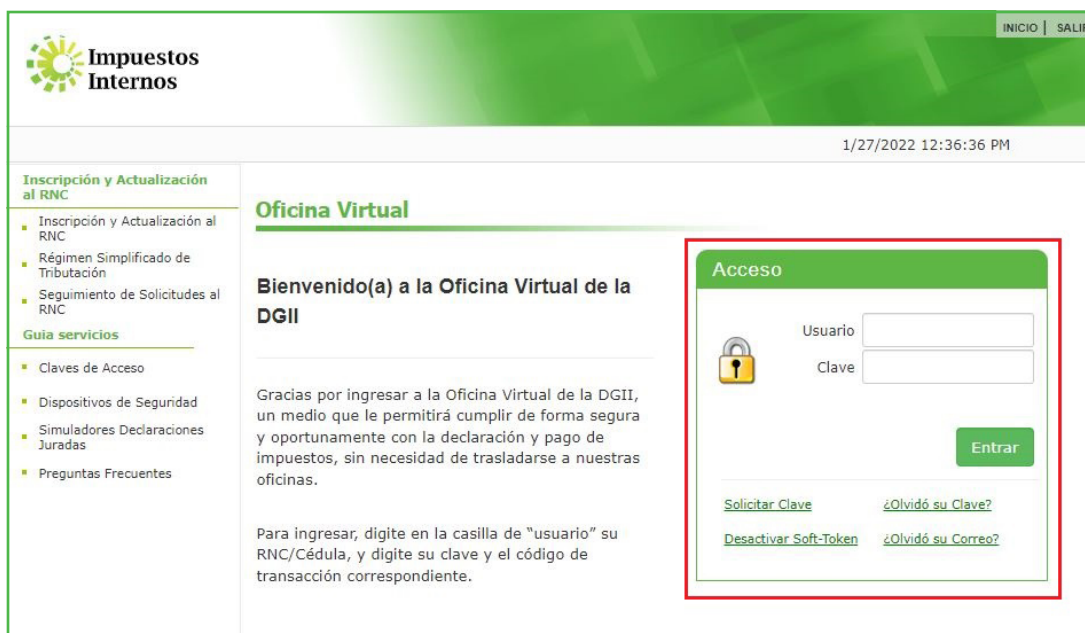 INICIO | SALIR
Impuestos
Internos
1/27/2022 12:36:36 PM
Inscripción y Actualización
al RNC
Inscripción y Actualización al
RNC
Régimen Simplificado de
Tributación
Seguimiento de Solicitudes al
RNC
Guia servicios
Claves de Acceso
Dispositivos de Seguridad
Simuladores Declaraciones
Juradas
Preguntas Frecuentes
Oficina Virtual
Bienvenido(a) a la Oficina Virtual de la
DGII
Gracias por ingresar a la Oficina Virtual de la DGII,
un medio que le permitirá cumplir de forma segura
y oportunamente con la declaración y pago de
impuestos, sin necesidad de trasladarse a nuestras
oficinas.
Para ingresar, digite en la casilla de “usuario” su
RNC/Cédula, y digite su clave y el código de
transacción correspondiente.
Acceso
Usuario
Clave
Entrar
Solicitar Clave ¿Olvidó su Clave?
Desactivar Soft-Token ¿Olvidó su Correo?